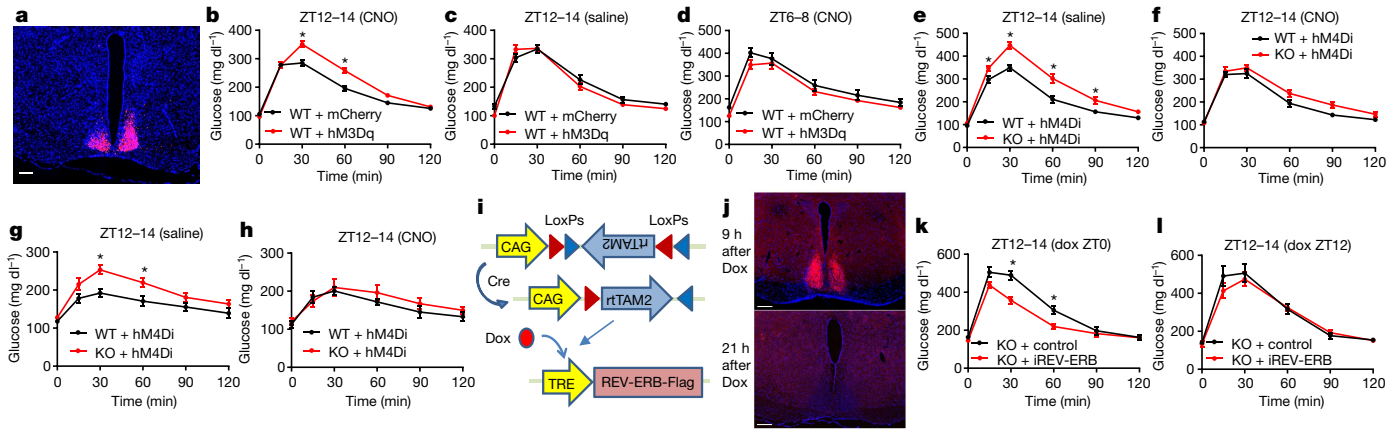 a
b
ZT12–14 (CNO)
Glucose (mg dl–1)
400
300
200
100
0
*
*
WT + mCherry
WT + hM3Dq
0 30 60 90 120
Time (min)
c
ZT12–14 (saline)
Glucose (mg dl–1)
400
300
200
100
0
WT + mCherry
WT + hM3Dq
0 30 60 90 120
Time (min)
d
ZT6–8 (CNO)
Glucose (mg dl–1)
500
400
300
200
100
0
WT + mCherry
WT + hM3Dq
0 30 60 90 120
Time (min)
e
ZT12–14 (saline)
Glucose (mg dl–1)
500
400
300
200
100
*
*
*
*
WT + hM4Di
KO + hM4Di
0 30 60 90 120
Time (min)
f
ZT12–14 (CNO)
Glucose (mg dl–1)
500
400
300
200
100
WT + hM4Di
KO + hM4Di
0 30 60 90 120
Time (min)
g
ZT12–14 (saline)
Glucose (mg dl–1)
300
200
100
0
*
*
WT + hM4Di
KO + hM4Di
0 30 60 90 120
Time (min)
h
ZT12–14 (CNO)
Glucose (mg dl–1)
300
200
100
0
WT + hM4Di
KO + hM4Di
0 30 60 90 120
Time (min)
i
LoxPs LoxPs
CAG rtTAM2
Cre
CAG rtTAM2
Dox
TRE REV-ERB-Flag
j
9 h
after
Dox
21 h
after
Dox
k
ZT12–14 (dox ZT0)
Glucose (mg dl–1)
600
400
200
0
*
*
KO + control
KO + iREV-ERB
0 30 60 90 120
Time (min)
l
ZT12–14 (dox ZT12)
Glucose (mg dl–1)
600
400
200
0
KO + control
KO + iREV-ERB
0 30 60 90 120
Time (min)